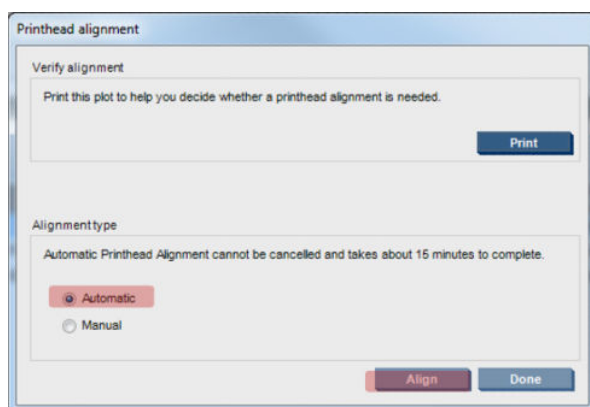 Printhead alignment
Verify alignment
Print this plot to help you decide whether a printhead alignment is needed.
Print
Alignment type
Automatic Printhead Alignment cannot be cancelled and takes about 15 minutes to complete.
Automatic
Manual
Align Done